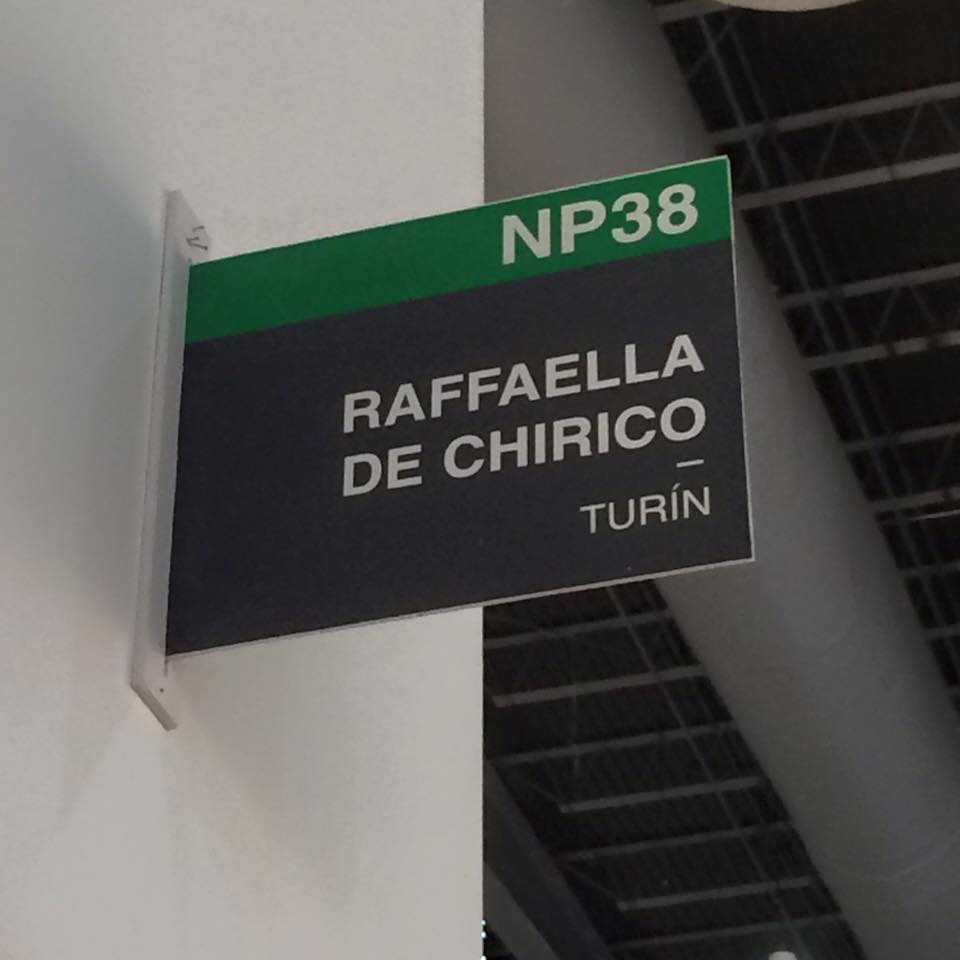 NP38
RAFFAELLA
DE CHIRICO
–
TURÍN